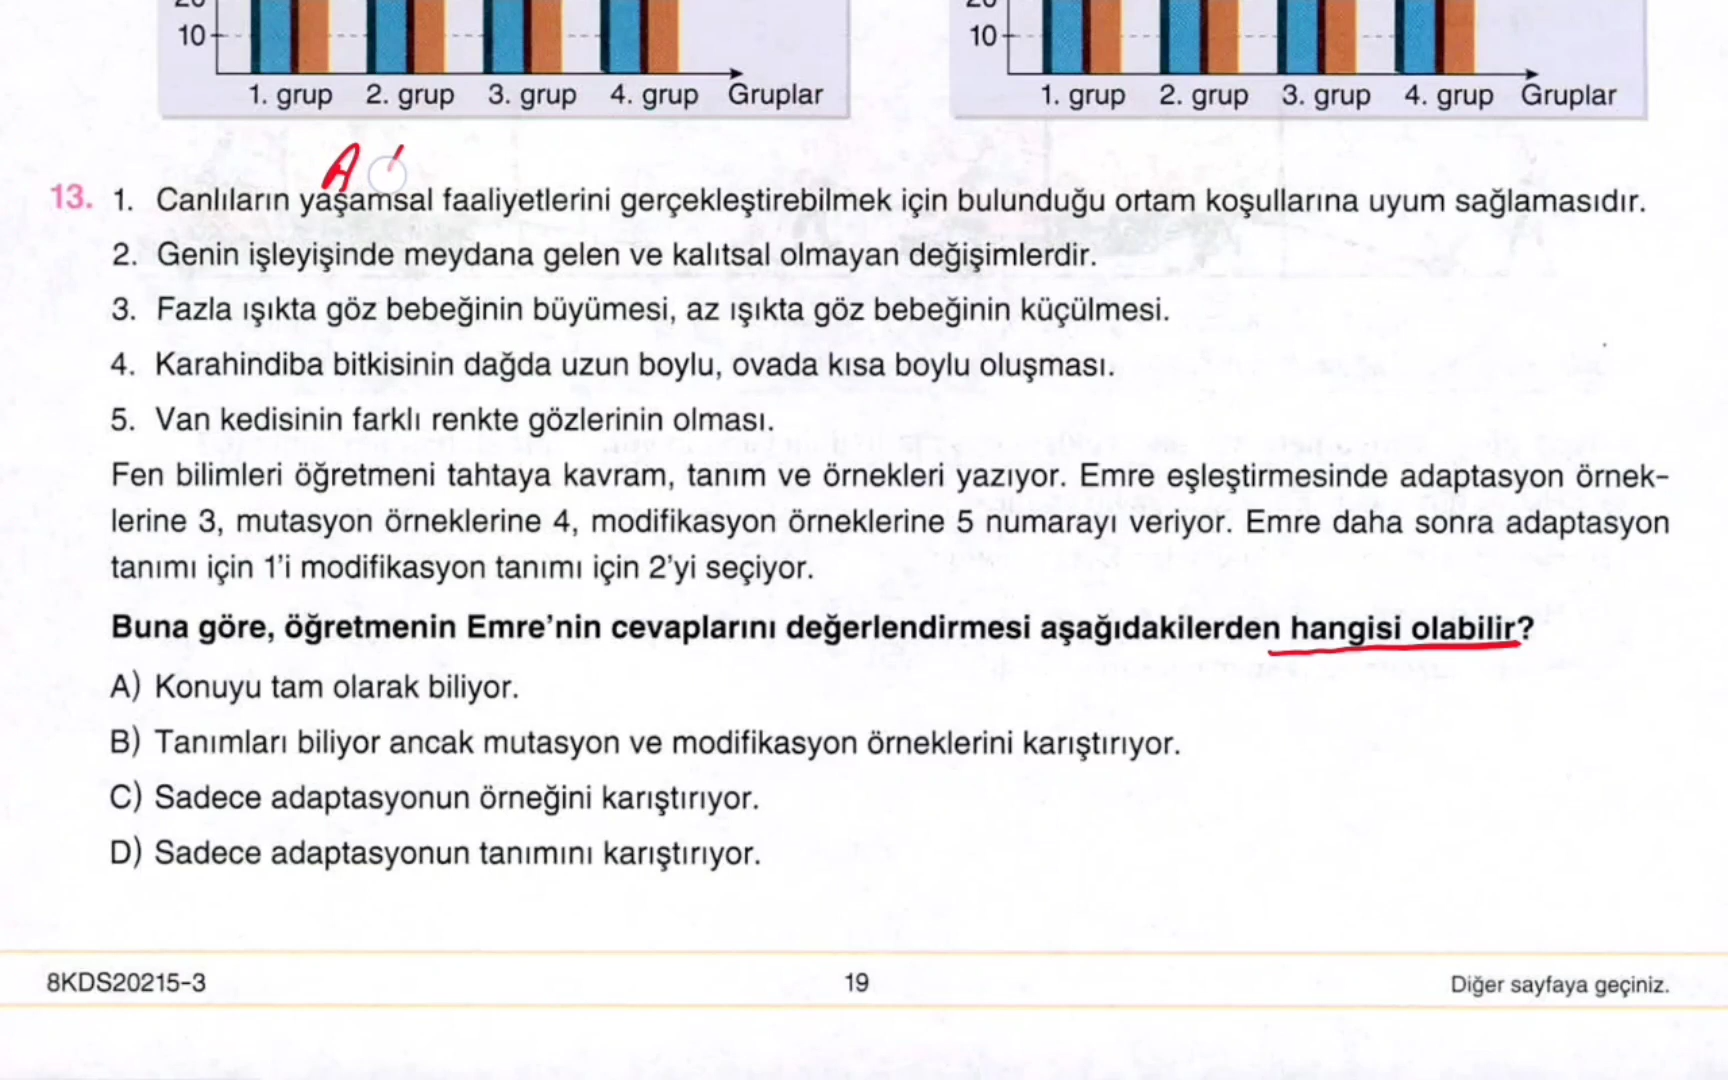 10
10
1. grup 2. grup 3. grup 4. grup Gruplar
1. grup 2. grup 3. grup 4. grup Gruplar
A
13. 1. Canlıların yaşamsal faaliyetlerini gerçekleştirebilmek için bulunduğu ortam koşullarına uyum sağlamasıdır.
2. Genin işleyişinde meydana gelen ve kalıtsal olmayan değişimlerdir.
3. Fazla ışıkta göz bebeğinin büyümesi, az ışıkta göz bebeğinin küçülmesi.
4. Karahindiba bitkisinin dağda uzun boylu, ovada kısa boylu oluşması.
5. Van kedisinin farklı renkte gözlerinin olması.
Fen bilimleri öğretmeni tahtaya kavram, tanım ve örnekleri yazıyor. Emre eşleştirmesinde adaptasyon örnek-
lerine 3, mutasyon örneklerine 4, modifikasyon örneklerine 5 numarayı veriyor. Emre daha sonra adaptasyon
tanımı için 1’i modifikasyon tanımı için 2’yi seçiyor.
Buna göre, öğretmenin Emre’nin cevaplarını değerlendirmesi aşağıdakilerden hangisi olabilir?
A) Konuyu tam olarak biliyor.
B) Tanımları biliyor ancak mutasyon ve modifikasyon örneklerini karıştırıyor.
C) Sadece adaptasyonun örneğini karıştırıyor.
D) Sadece adaptasyonun tanımını karıştırıyor.
8KDS20215-3 19 Diğer sayfaya geçiniz.